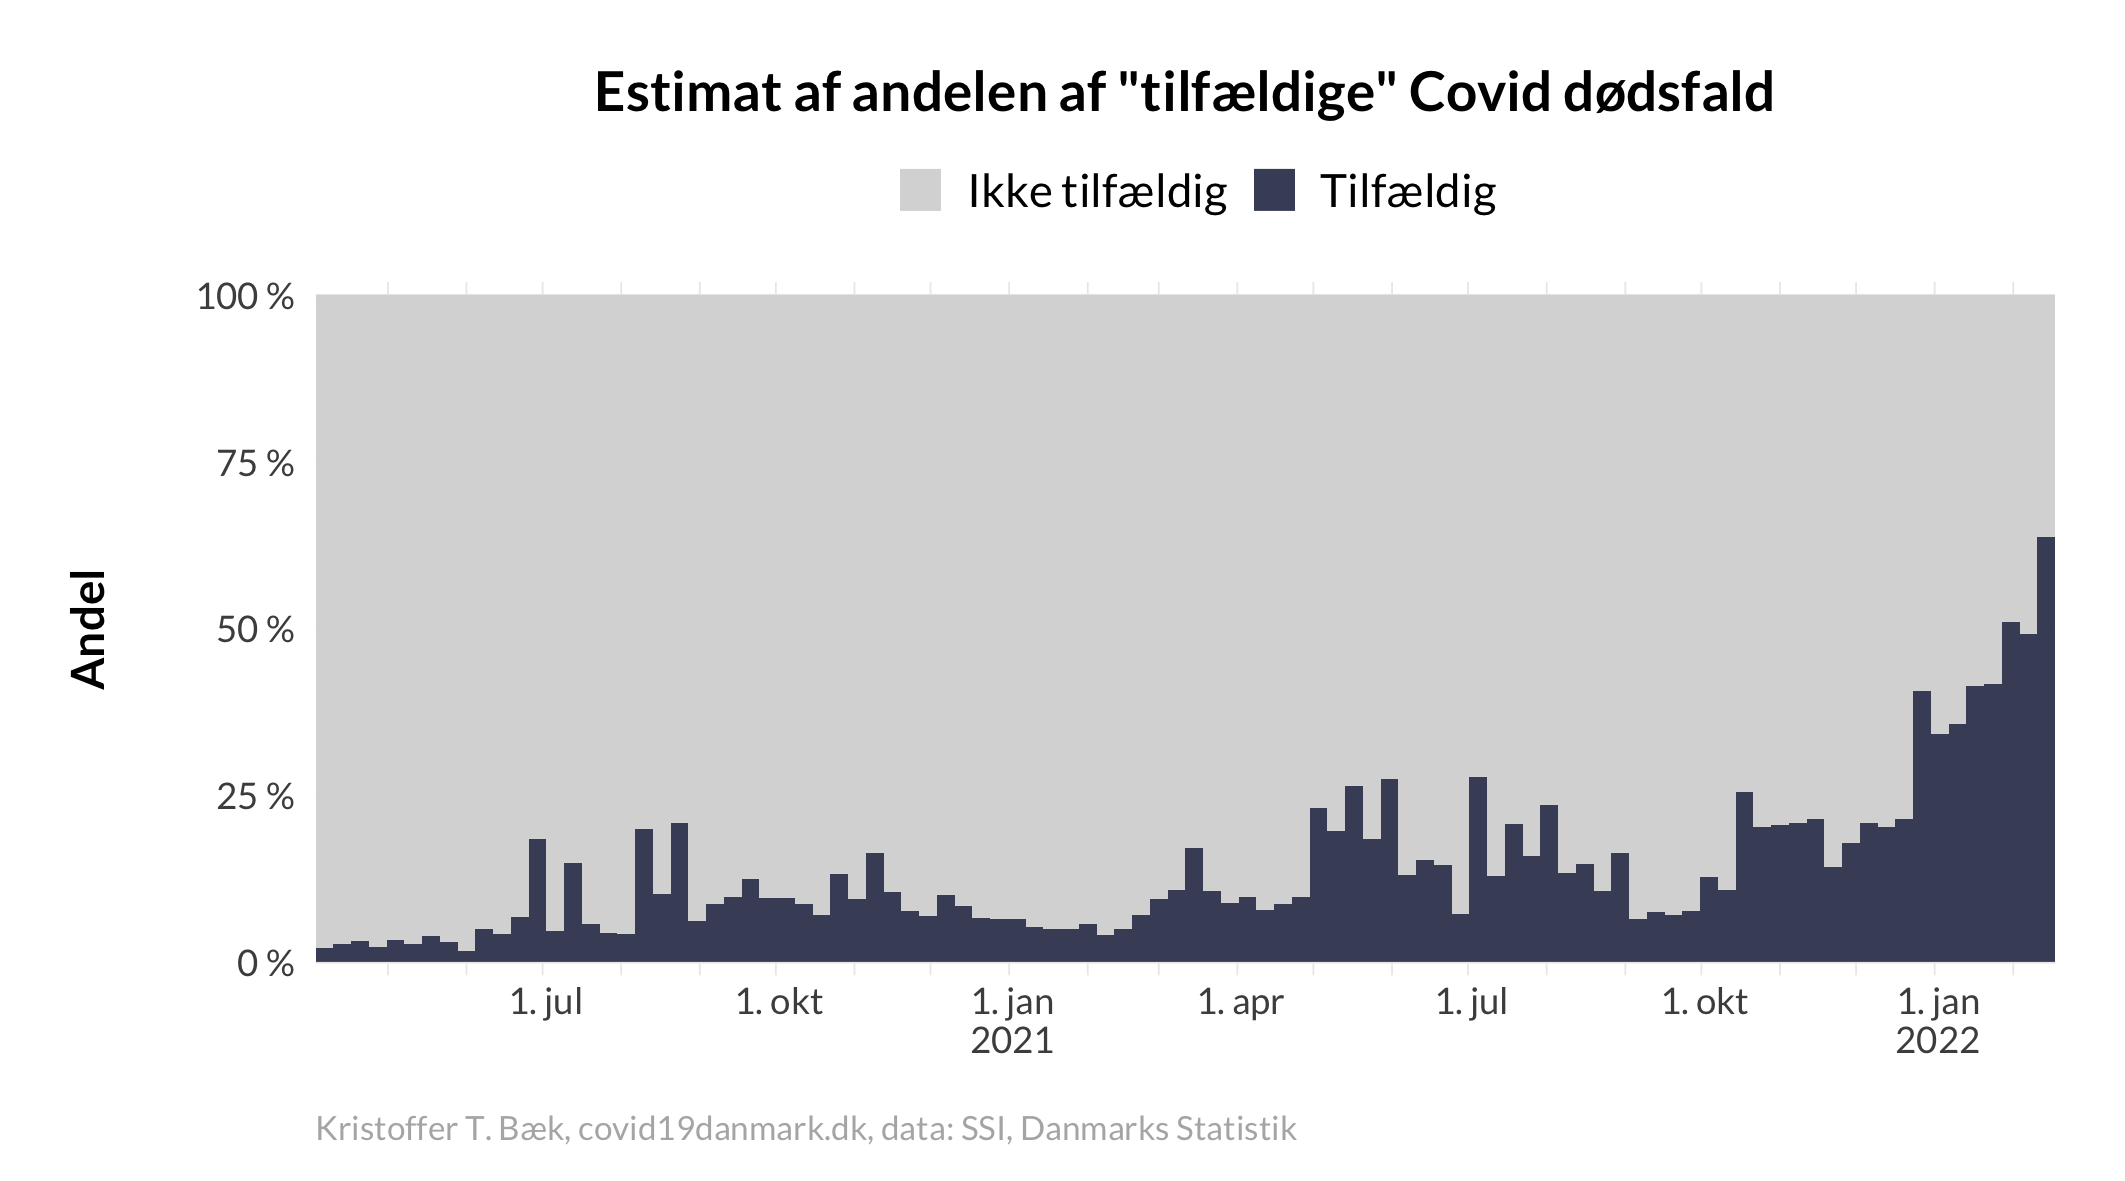 Estimat af andelen af "tilfældige" Covid dødsfald
Ikke tilfældig Tilfældig
100 %
75 %
50 %
25 %
0 %
Andel
1. jul 1. okt 1. jan 1. apr 1. jul 1. okt 1. jan
2021 2022
Kristoffer T. Bæk, covid19danmark.dk, data: SSI, Danmarks Statistik